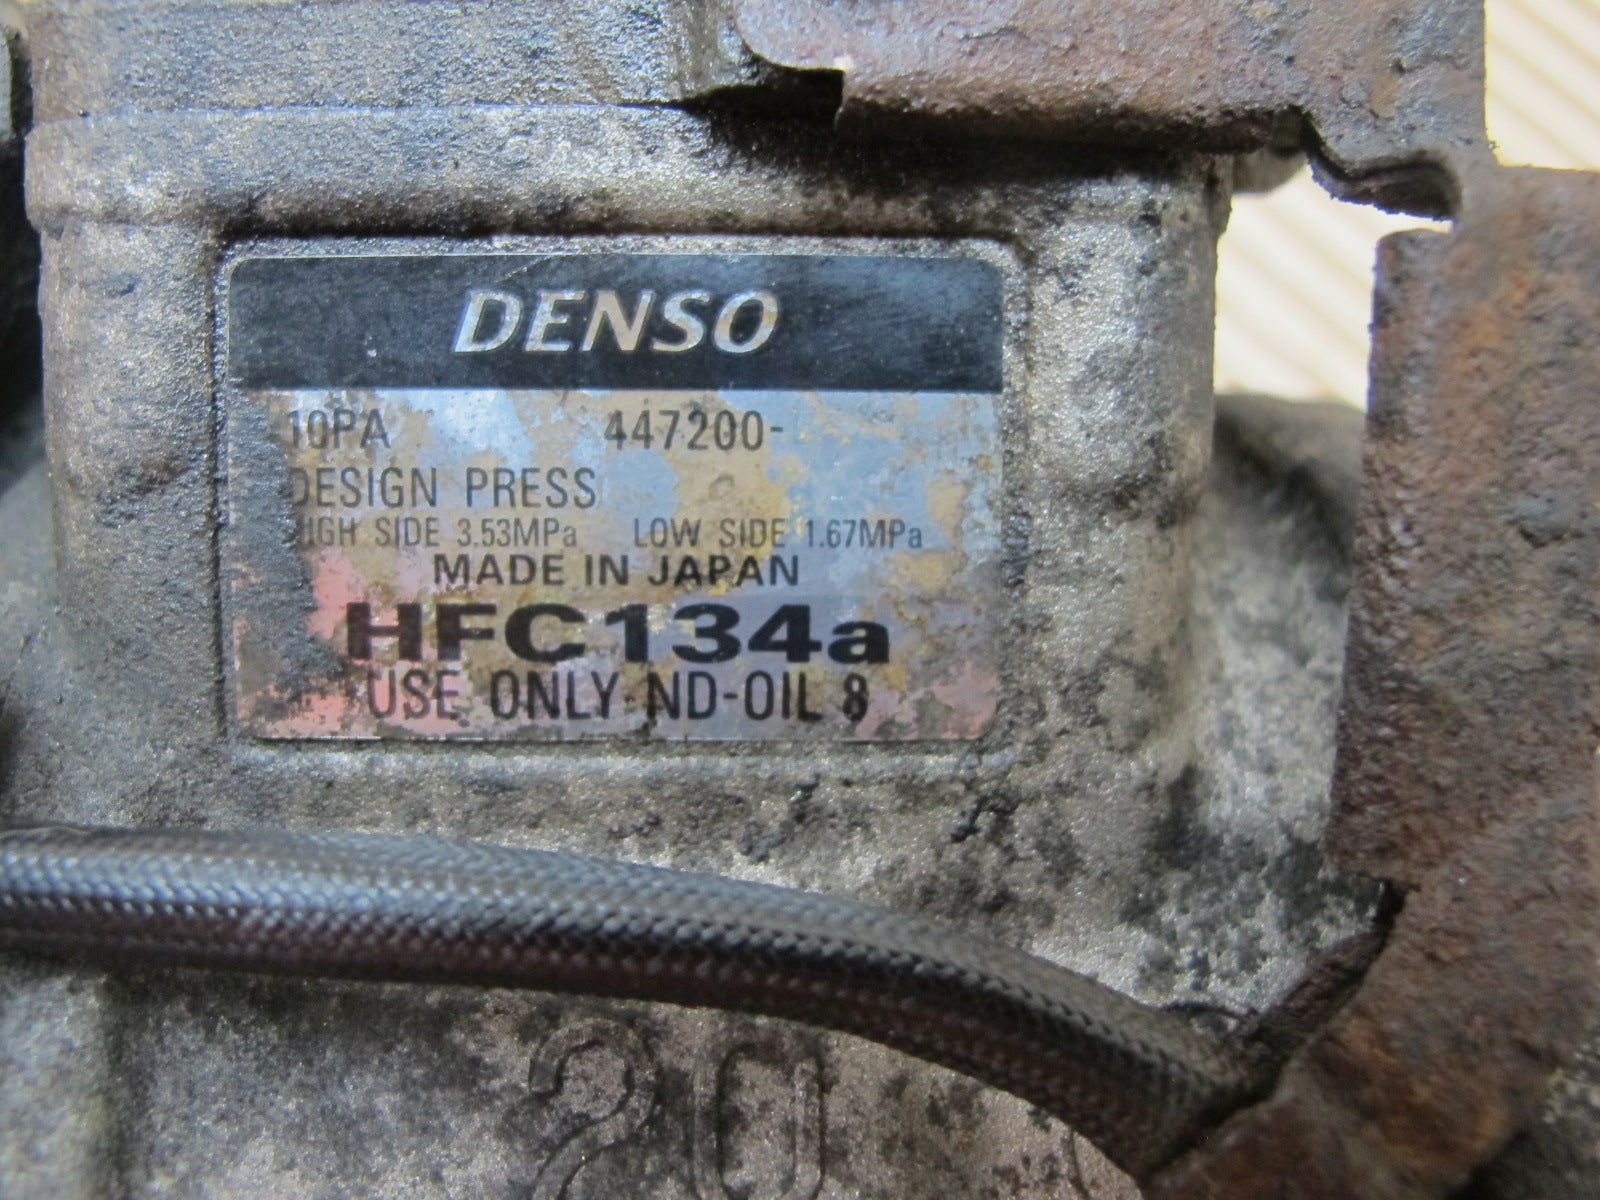 DENSO
10PA 447200-
DESIGN PRESS
HIGH SIDE 3.53MPa LOW SIDE 1.67MPa
MADE IN JAPAN
HFC134a
USE ONLY ND-OIL 8
20